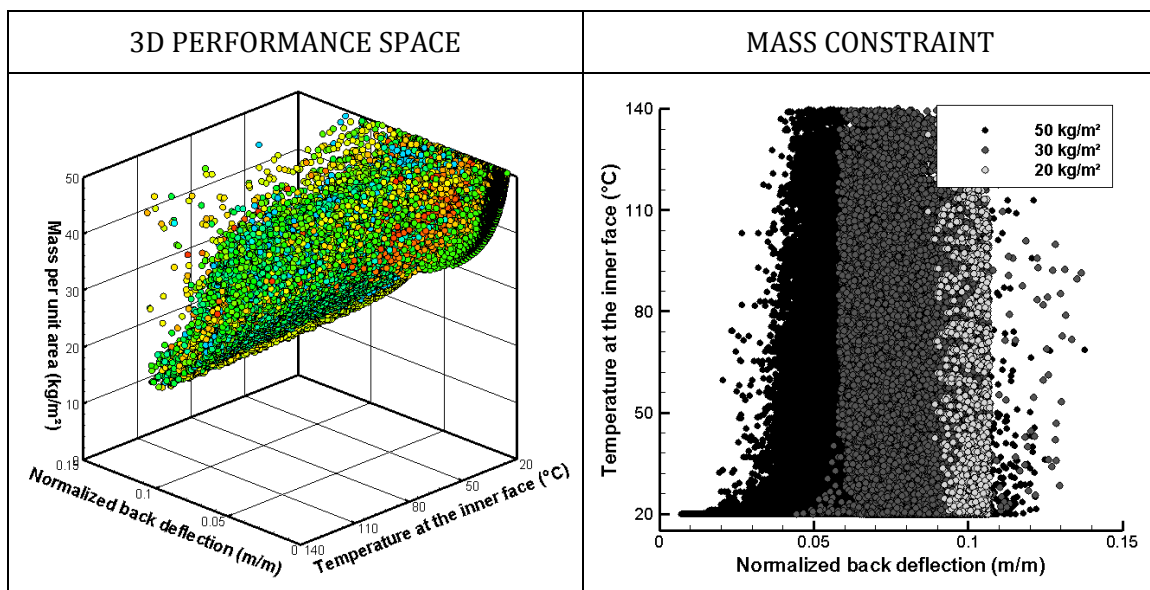 3D PERFORMANCE SPACE
MASS CONSTRAINT
50
40
30
20
10
0
Mass per unit area (kg/m²)
0.15
0.1
0.05
0
Normalized back deflection (m/m)
140
110
80
50
20
Temperature at the inner face (°C)
140
110
80
50
20
Temperature at the inner face (°C)
50 kg/m²
30 kg/m²
20 kg/m²
0
0.05
0.1
0.15
Normalized back deflection (m/m)